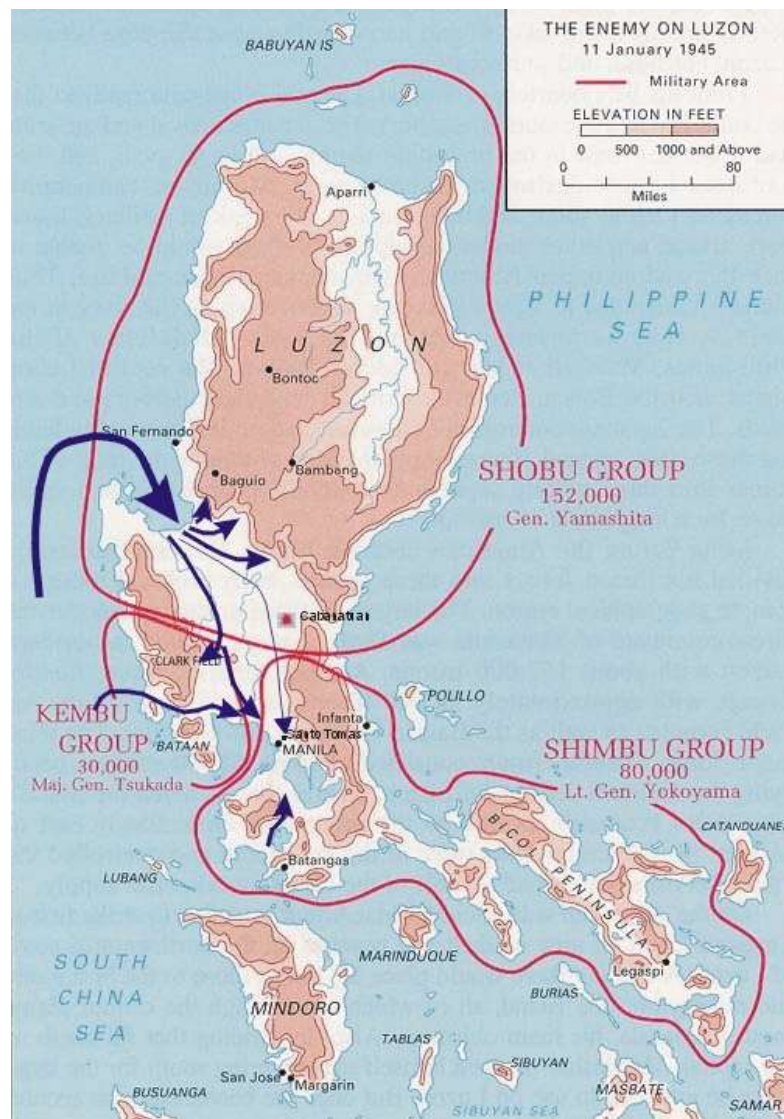 THE ENEMY ON LUZON
11 January 1945
Military Area
ELEVATION IN FEET
0 500 1000 and Above
0 80
Miles
BABUYAN IS
Aparri
PHILIPPINE
SEA
LUZON
Bontoc
San Fernando
Baguio
Bambang
SHOBU GROUP
152,000
Gen. Yamashita
Cabanatuan
CLARK FIELD
POLILLO
KEMBU
GROUP
30,000
Maj. Gen. Tsukada
BATAAN
Infanta
Santo Tomas
MANILA
SHIMBU GROUP
80,000
Lt. Gen. Yokoyama
BICOL PENINSULA
CATANDUANE
LUBANG
Batangas
MARINDUQUE
Legaspi
SOUTH
CHINA
SEA
MINDORO
BURIAS
TABLAS
SIBUYAN
San Jose
Margarin
BUSUANGA
SIBUYAN SEA
MASBATE
SAMAR